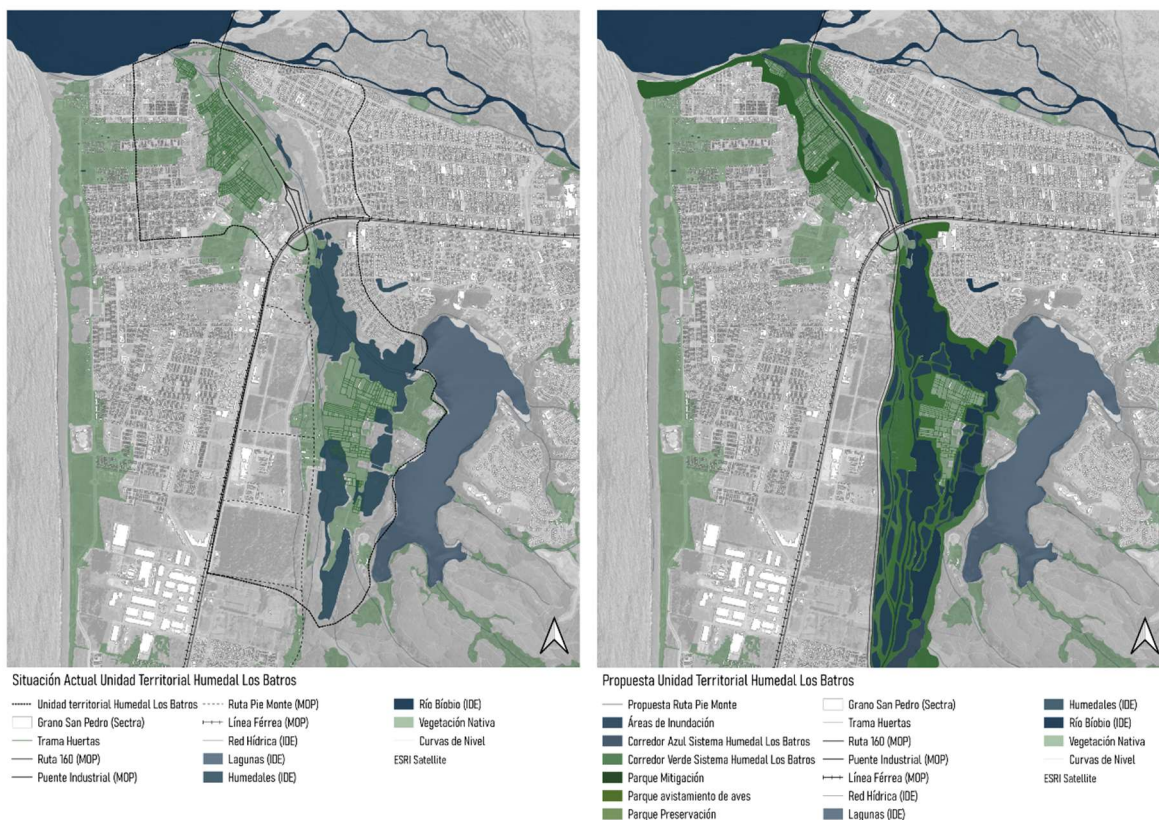 Situación Actual Unidad Territorial Humedal Los Batros
Unidad territorial Humedal Los Batros
Grano San Pedro (Sectra)
Trama Huertas
Ruta 160 (MOP)
Puente Industrial (MOP)
Ruta Pie Monte (MOP)
Línea Férrea (MOP)
Red Hídrica (IDE)
Lagunas (IDE)
Humedales (IDE)
Río Bíobio (IDE)
Vegetación Nativa
Curvas de Nivel
ESRI Satellite
Propuesta Unidad Territorial Humedal Los Batros
Propuesta Ruta Pie Monte
Áreas de Inundación
Corredor Azul Sistema Humedal Los Batros
Corredor Verde Sistema Humedal Los Batros
Parque Mitigación
Parque avistamiento de aves
Parque Preservación
Grano San Pedro (Sectra)
Trama Huertas
Ruta 160 (MOP)
Puente Industrial (MOP)
Línea Férrea (MOP)
Red Hídrica (IDE)
Lagunas (IDE)
Humedales (IDE)
Río Bíobio (IDE)
Vegetación Nativa
Curvas de Nivel
ESRI Satellite